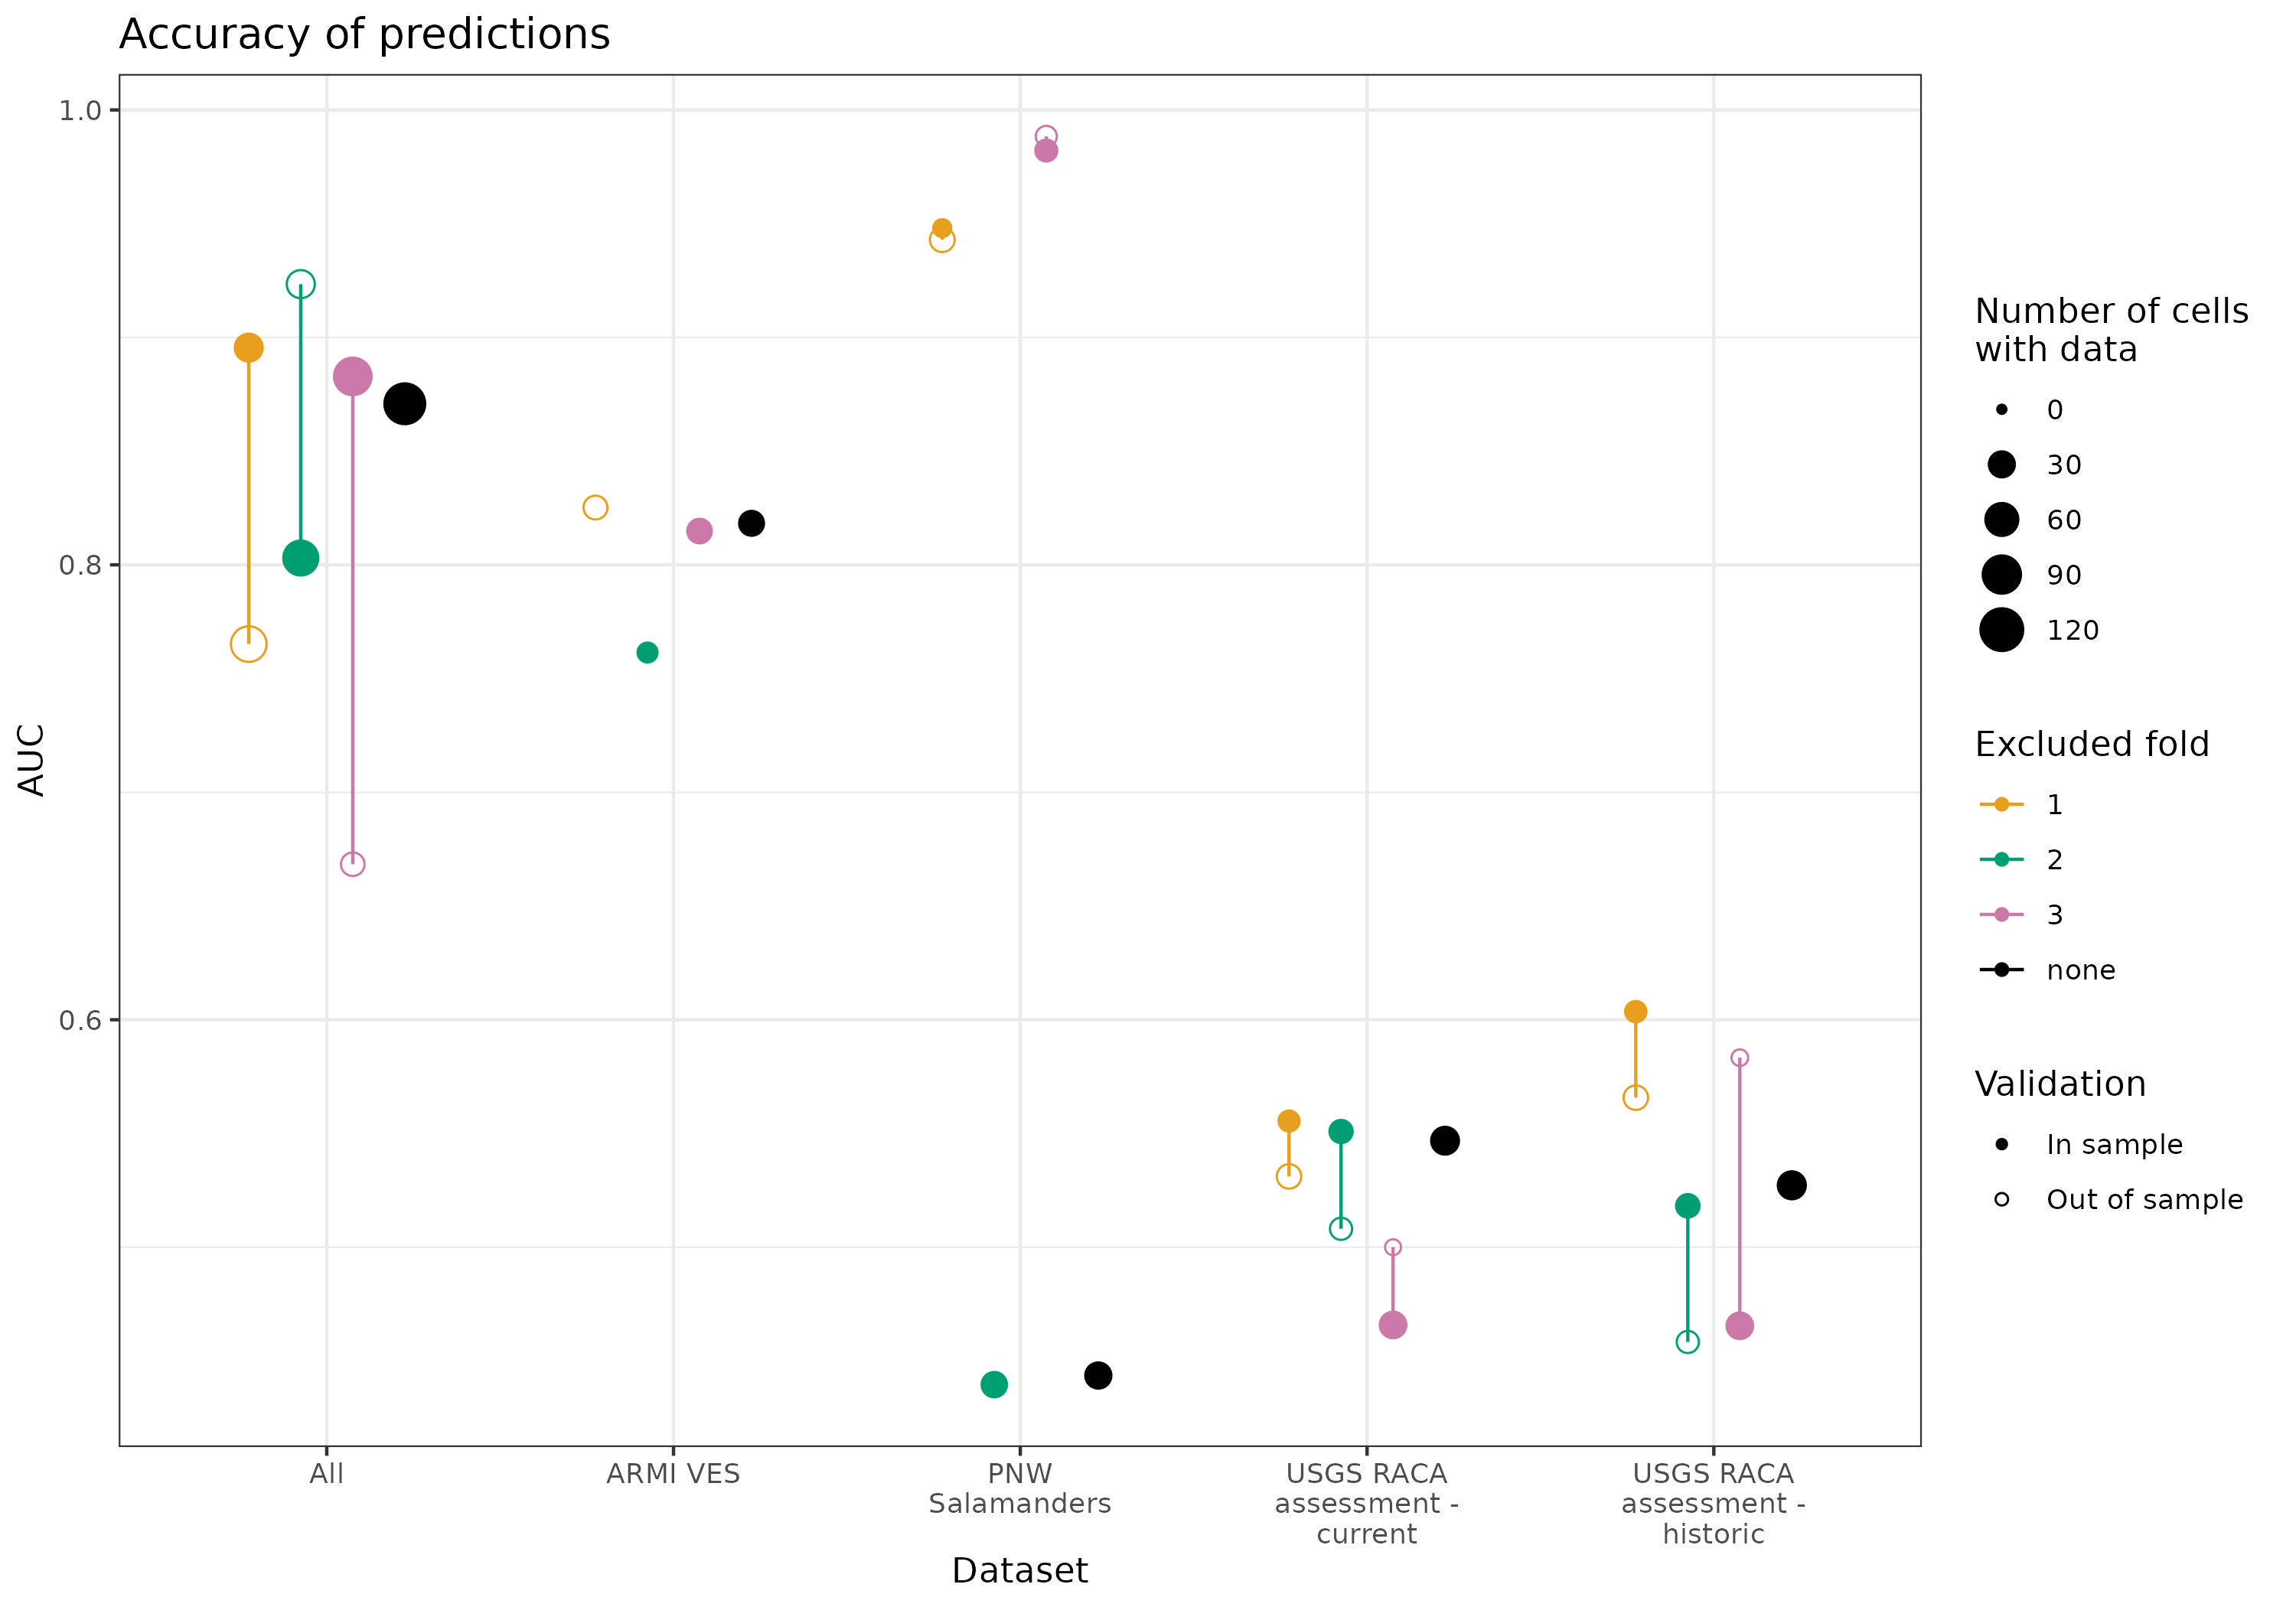 Accuracy of predictions
1.0
0.8
0.6
AUC
All
ARMI VES
PNW
Salamanders
USGS RACA
assessment -
current
USGS RACA
assessment -
historic
Dataset
Number of cells
with data
0
30
60
90
120
Excluded fold
1
2
3
none
Validation
In sample
Out of sample